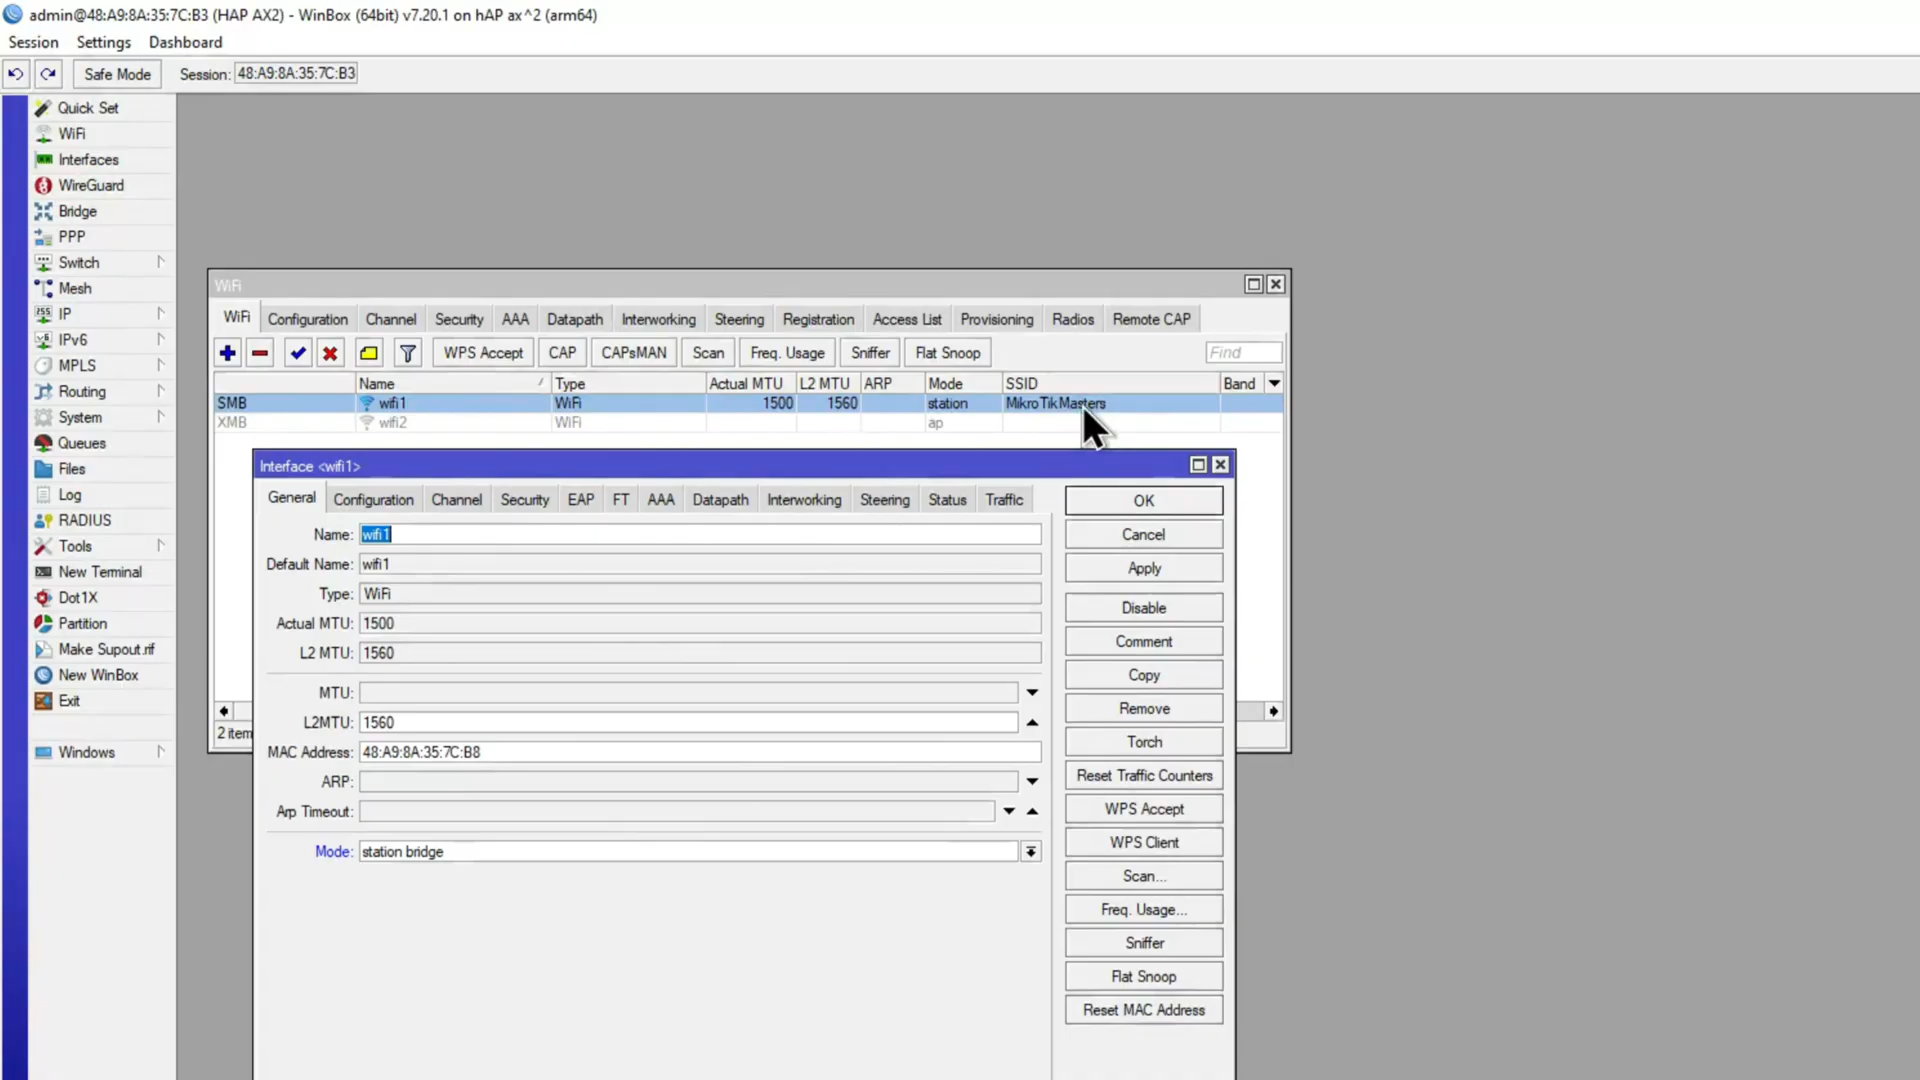 admin@48:A9:8A:35:7C:B3 (HAP AX2) - WinBox (64bit) v7.20.1 on hAP ax^2 (arm64)
Session Settings Dashboard
Safe Mode Session: 48:A9:8A:35:7C:B3
Quick Set
WiFi
Interfaces
WireGuard
Bridge
PPP
Switch
Mesh
IP
IPv6
MPLS
Routing
System
Queues
Files
Log
RADIUS
Tools
New Terminal
Dot1X
Partition
Make Supout.rif
New WinBox
Exit
Windows
WiFi
WiFi Configuration Channel Security AAA Datapath Interworking Steering Registration Access List Provisioning Radios Remote CAP
WPS Accept CAP CAPsMAN Scan Freq. Usage Sniffer Flat Snoop Find
Name / Type Actual MTU L2 MTU ARP Mode SSID Band
SMB wifi1 WiFi 1500 1560 station MikroTikMasters
XMB wifi2 WiFi ap
2 item
Interface <wifi1>
General Configuration Channel Security EAP FT AAA Datapath Interworking Steering Status Traffic
Name: wifi1
Default Name: wifi1
Type: WiFi
Actual MTU: 1500
L2 MTU: 1560
MTU:
L2MTU: 1560
MAC Address: 48:A9:8A:35:7C:B8
ARP:
Arp Timeout:
Mode: station bridge
OK
Cancel
Apply
Disable
Comment
Copy
Remove
Torch
Reset Traffic Counters
WPS Accept
WPS Client
Scan...
Freq. Usage...
Sniffer
Flat Snoop
Reset MAC Address